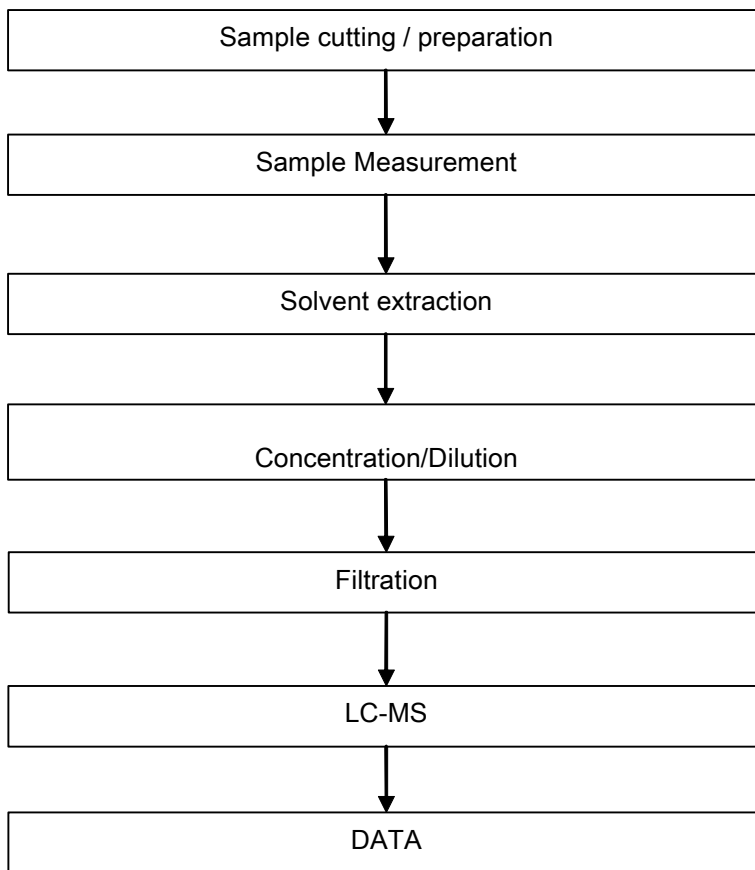 Sample cutting / preparation
Sample Measurement
Solvent extraction
Concentration/Dilution
Filtration
LC-MS
DATA